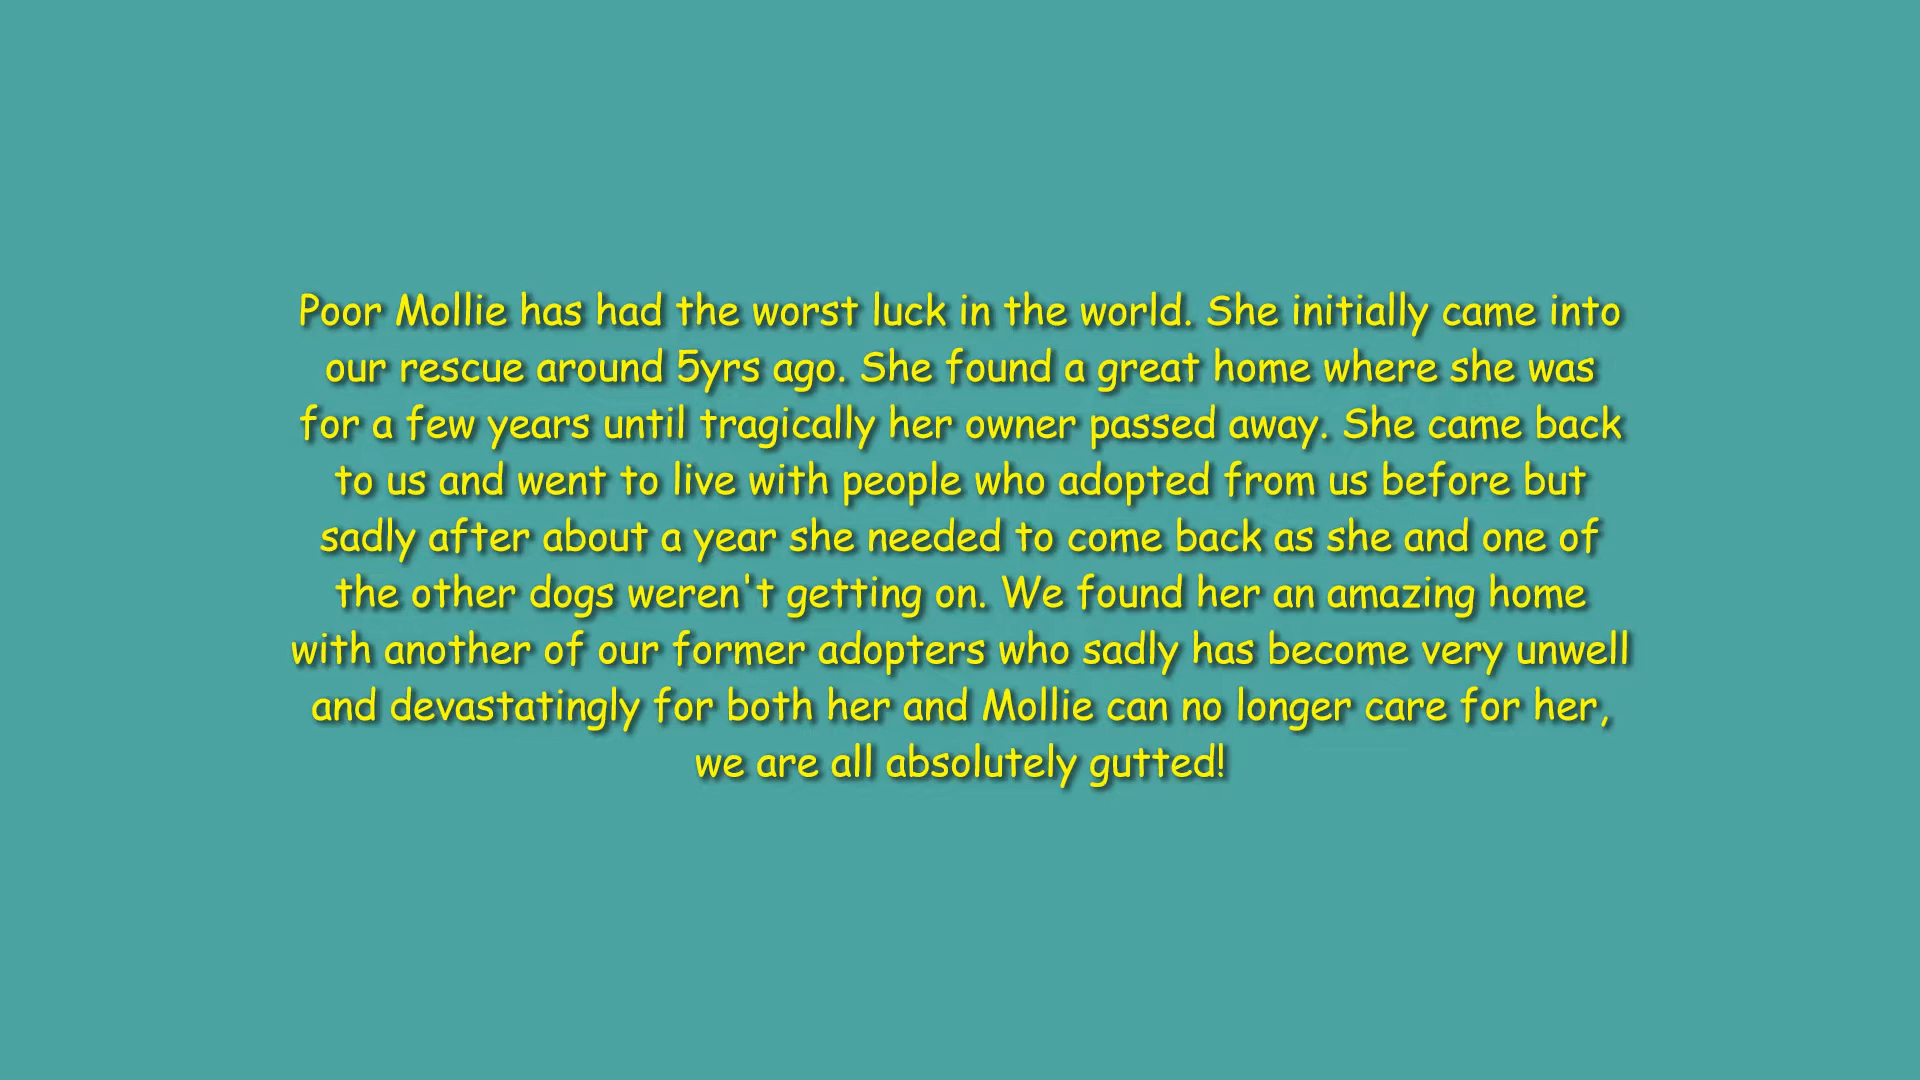 Poor Mollie has had the worst luck in the world. She initially came into
our rescue around 5yrs ago. She found a great home where she was
for a few years until tragically her owner passed away. She came back
to us and went to live with people who adopted from us before but
sadly after about a year she needed to come back as she and one of
the other dogs weren't getting on. We found her an amazing home
with another of our former adopters who sadly has become very unwell
and devastatingly for both her and Mollie can no longer care for her,
we are all absolutely gutted!